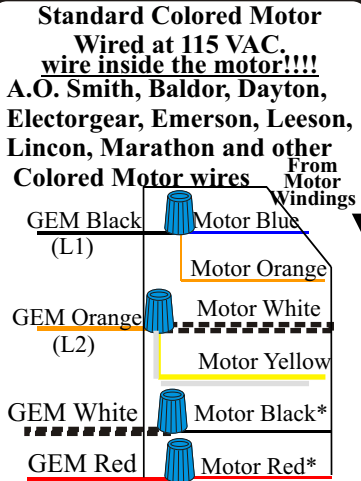 Standard Colored Motor
Wired at 115 VAC.
wire inside the motor!!!!
A.O. Smith, Baldor, Dayton,
Electorgear, Emerson, Leeson,
Lincon, Marathon and other
Colored Motor wires
From
Motor
Windings
GEM Black
Motor Blue
(L1)
Motor Orange
GEM Orange
Motor White
(L2)
Motor Yellow
GEM White
Motor Black*
GEM Red
Motor Red*